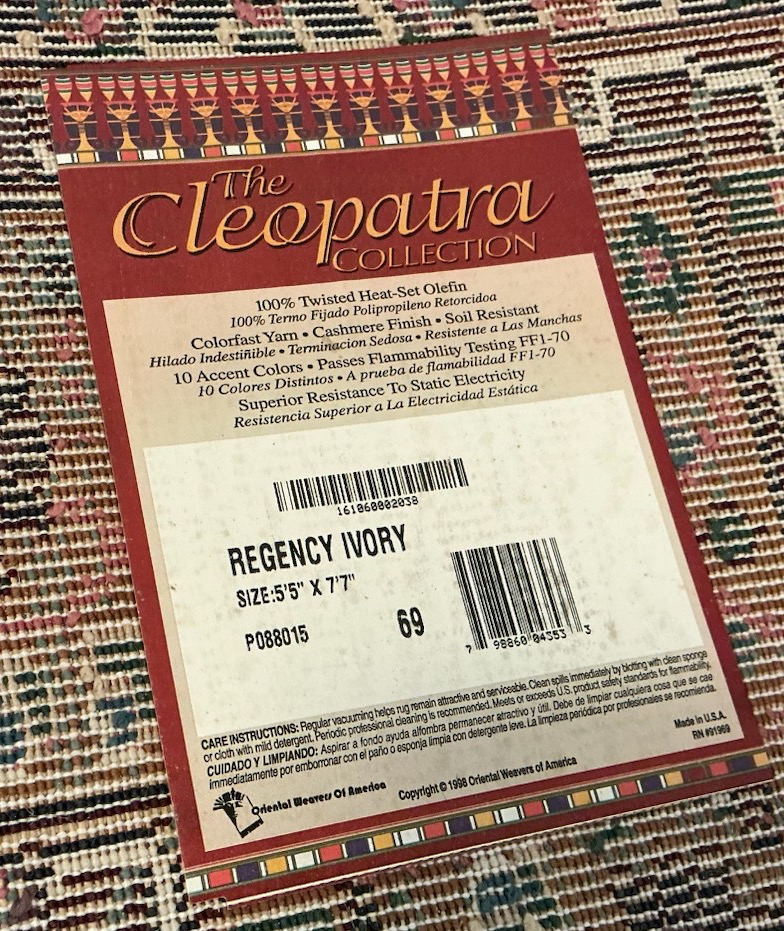 The
Cleopatra
COLLECTION
100% Twisted Heat-Set Olefin
100% Termo Fijado Polipropileno Retorcidoa
Colorfast Yarn • Cashmere Finish • Soil Resistant
Hilado Indestiñible • Terminacion Sedosa • Resistente a Las Manchas
10 Accent Colors • Passes Flammability Testing FF1-70
10 Colores Distintos • A prueba de flamabilidad FF1-70
Superior Resistance To Static Electricity
Resistencia Superior a La Electricidad Estática
161060002038
REGENCY IVORY
SIZE:5'5" X 7'7"
P088015
69
7 98860 04353 3
CARE INSTRUCTIONS: Regular vacuuming helps rug remain attractive and serviceable. Clean spills immediately by blotting with clean sponge
or cloth with mild detergent. Periodic professional cleaning is recommended. Meets or exceeds U.S. product safety standards for flammability.
CUIDADO Y LIMPIANDO: Aspirar a fondo ayuda alfombra permanecer atractivo y útil. Debe de limpiar cualquiera cosa que se cae
immediatamente por emborronar con el paño o esponja limpia con detergente leve. La limpieza periódica por profesionales se recomienda.
Made in U.S.A.
RN #91969
Oriental Weavers Of America
Copyright © 1998 Oriental Weavers of America